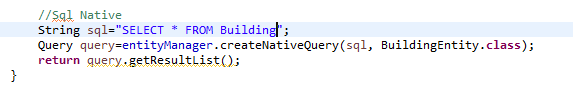 //Sql Native
String sql="SELECT * FROM Building";
Query query=entityManager.createNativeQuery(sql, BuildingEntity.class);
return query.getResultList();
}